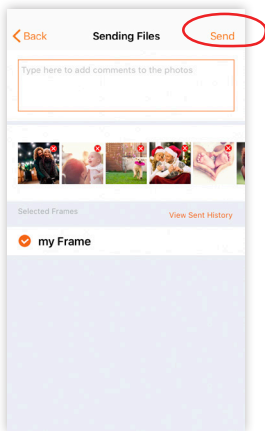 Back Sending Files Send
Type here to add comments to the photos
Selected Frames View Sent History
my Frame